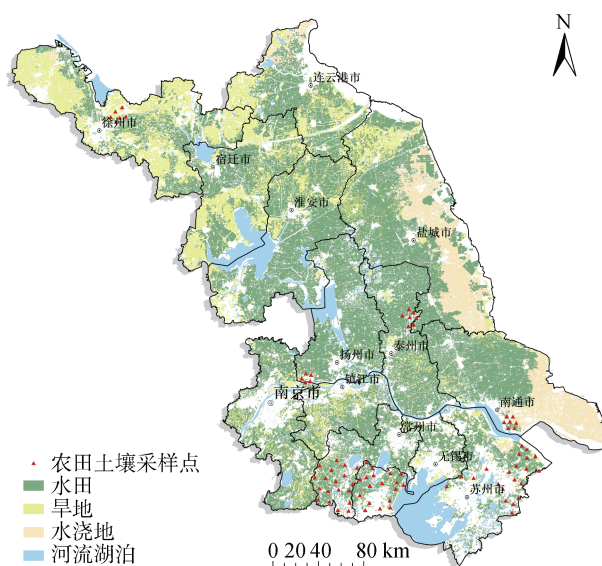 N
连云港市
徐州市
宿迁市
淮安市
盐城市
扬州市
泰州市
镇江市
南京市
南通市
常州市
无锡市
苏州市
农田土壤采样点
水田
旱地
水浇地
河流湖泊
0 20 40 80 km